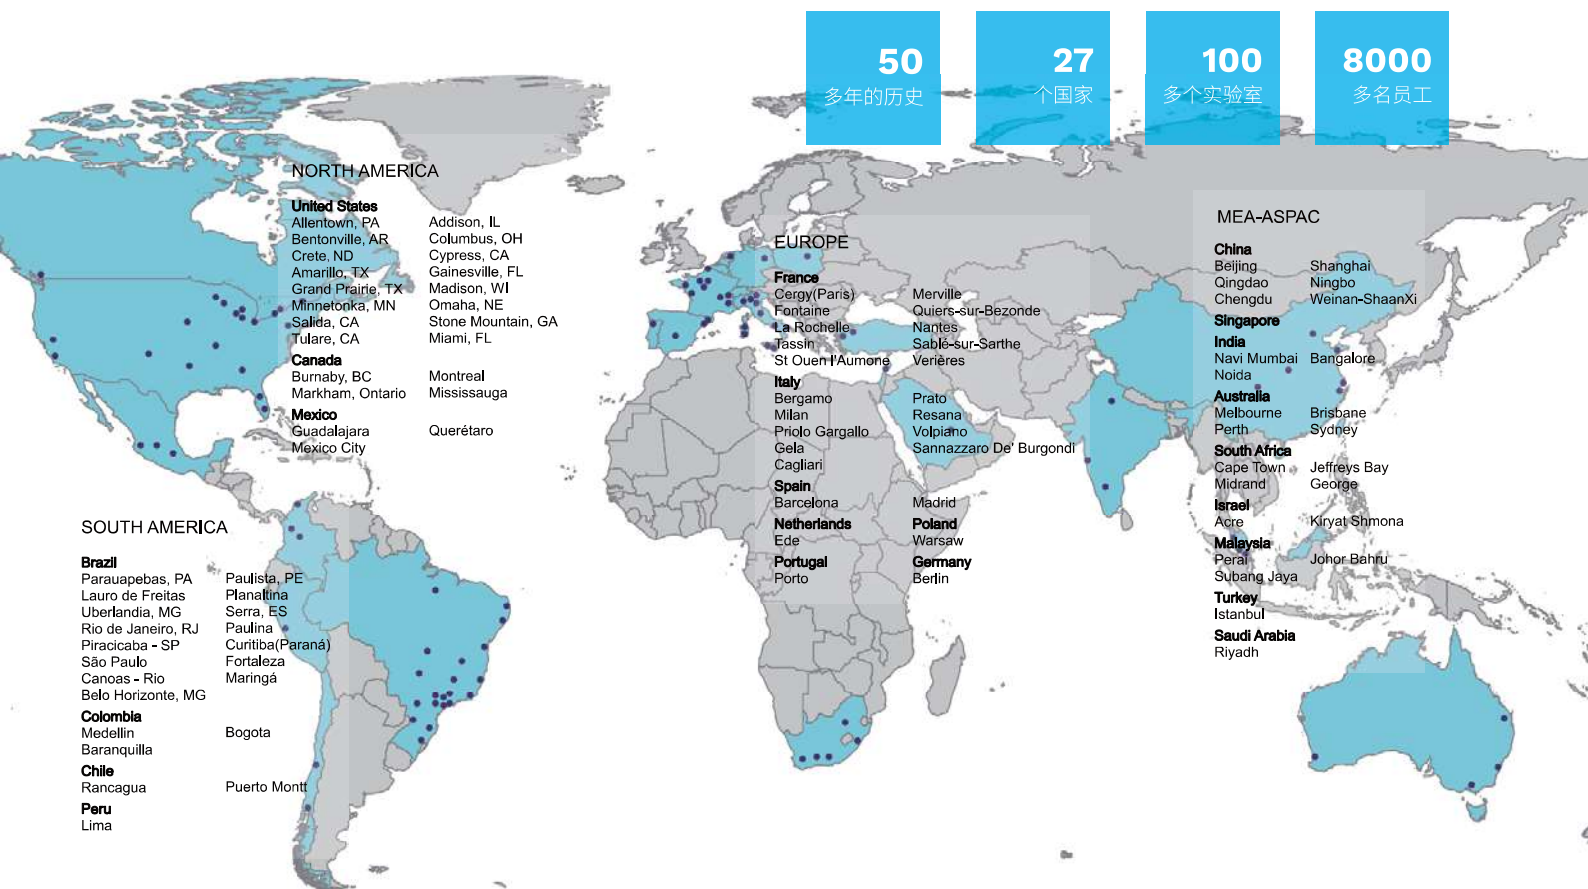 50
多年的历史
27
个国家
100
多个实验室
8000
多名员工
NORTH AMERICA
United States
Allentown, PA
Addison, IL
Bentonville, AR
Columbus, OH
Crete, ND
Cypress, CA
Amarillo, TX
Gainesville, FL
Grand Prairie, TX
Madison, WI
Minnetonka, MN
Omaha, NE
Salida, CA
Stone Mountain, GA
Tulare, CA
Miami, FL
Canada
Burnaby, BC
Montreal
Markham, Ontario
Mississauga
Mexico
Guadalajara
Querétaro
Mexico City
SOUTH AMERICA
Brazil
Parauapebas, PA
Paulista, PE
Lauro de Freitas
Planaltina
Uberlandia, MG
Serra, ES
Rio de Janeiro, RJ
Paulina
Piracicaba - SP
Curitiba(Paraná)
São Paulo
Fortaleza
Canoas - Rio
Maringá
Belo Horizonte, MG
Colombia
Medellin
Bogota
Baranquilla
Chile
Rancagua
Puerto Montt
Peru
Lima
EUROPE
France
Cergy(Paris)
Merville
Fontaine
Quiers-sur-Bezonde
La Rochelle
Nantes
Tassin
Sablé-sur-Sarthe
St Ouen l'Aumone
Verières
Italy
Bergamo
Prato
Milan
Resana
Priolo Gargallo
Volpiano
Gela
Sannazzaro De' Burgondi
Cagliari
Spain
Barcelona
Madrid
Netherlands
Poland
Ede
Warsaw
Portugal
Germany
Porto
Berlin
MEA-ASPAC
China
Beijing
Shanghai
Qingdao
Ningbo
Chengdu
Weinan-ShaanXi
Singapore
India
Navi Mumbai
Bangalore
Noida
Australia
Melbourne
Brisbane
Perth
Sydney
South Africa
Cape Town
Jeffreys Bay
Midrand
George
Israel
Acre
Kiryat Shmona
Malaysia
Perai
Johor Bahru
Subang Jaya
Turkey
Istanbul
Saudi Arabia
Riyadh